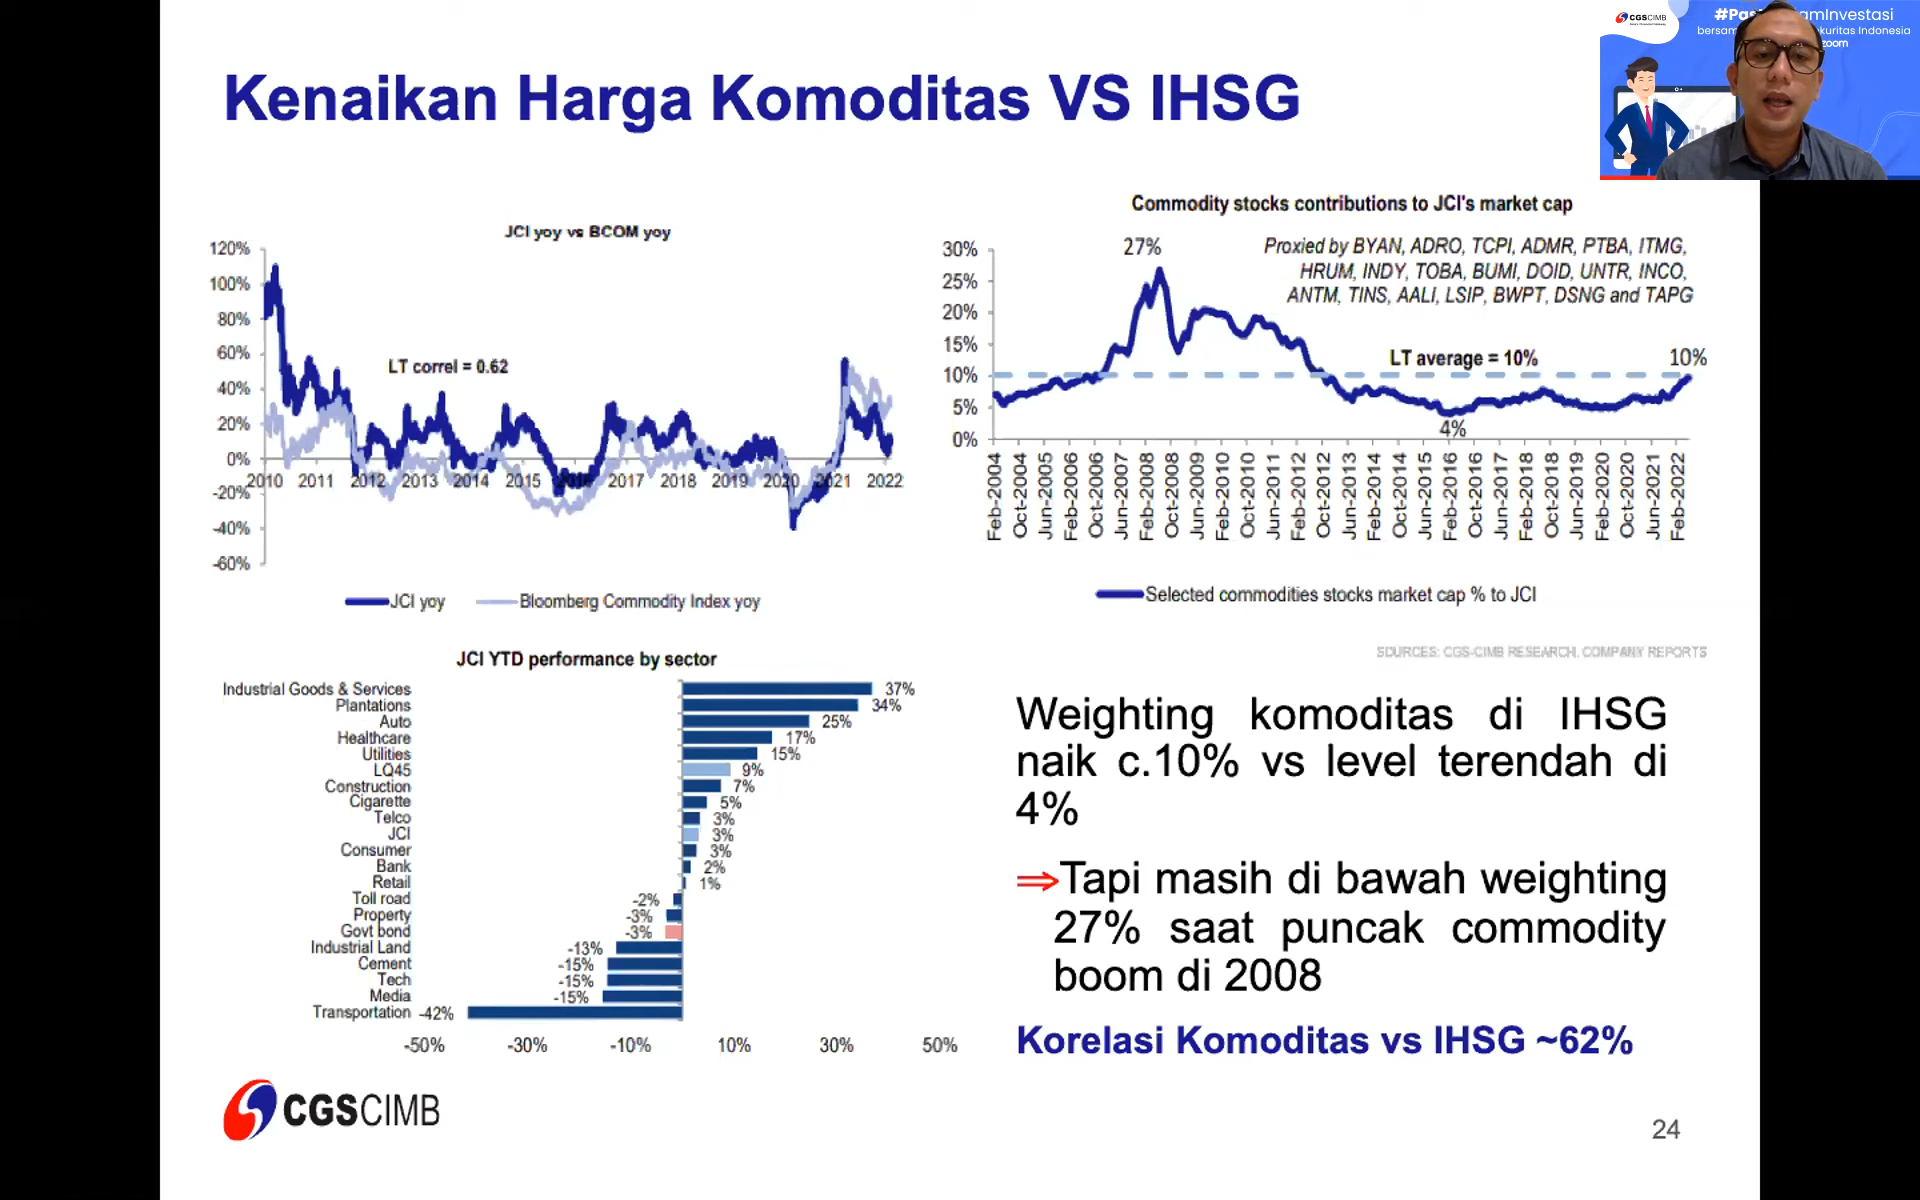 Kenaikan Harga Komoditas VS IHSG
CGSCIMB
amInvestasi
bersam
kuritas Indonesia
zoom
JCI yoy vs BCOM yoy
120%
100%
80%
60%
40%
20%
0%
-20%
-40%
-60%
LT correl = 0.62
2010 2011 2012 2013 2014 2015 2016 2017 2018 2019 2020 2021 2022
JCI yoy Bloomberg Commodity Index yoy
Commodity stocks contributions to JCI's market cap
30%
25%
20%
15%
10%
5%
0%
27%
Proxied by BYAN, ADRO, TCPI, ADMR, PTBA, ITMG,
HRUM, INDY, TOBA, BUMI, DOID, UNTR, INCO,
ANTM, TINS, AALI, LSIP, BWPT, DSNG and TAPG
LT average = 10%
10%
4%
Feb-2004 Oct-2004 Jun-2005 Feb-2006 Oct-2006 Jun-2007 Feb-2008 Oct-2008 Jun-2009 Feb-2010 Oct-2010 Jun-2011 Feb-2012 Oct-2012 Jun-2013 Feb-2014 Oct-2014 Jun-2015 Feb-2016 Oct-2016 Jun-2017 Feb-2018 Oct-2018 Jun-2019 Feb-2020 Oct-2020 Jun-2021 Feb-2022
Selected commodities stocks market cap % to JCI
SOURCES: CGS-CIMB RESEARCH, COMPANY REPORTS
JCI YTD performance by sector
Industrial Goods & Services 37%
Plantations 34%
Auto 25%
Healthcare 17%
Utilities 15%
LQ45 9%
Construction 7%
Cigarette 5%
Telco 3%
JCI 3%
Consumer 3%
Bank 2%
Retail 1%
Toll road -2%
Property -3%
Govt bond -3%
Industrial Land -13%
Cement -15%
Tech -15%
Media -15%
Transportation -42%
-50% -30% -10% 10% 30% 50%
Weighting komoditas di IHSG
naik c.10% vs level terendah di
4%
⇒Tapi masih di bawah weighting
27% saat puncak commodity
boom di 2008
Korelasi Komoditas vs IHSG ~62%
CGSCIMB
24